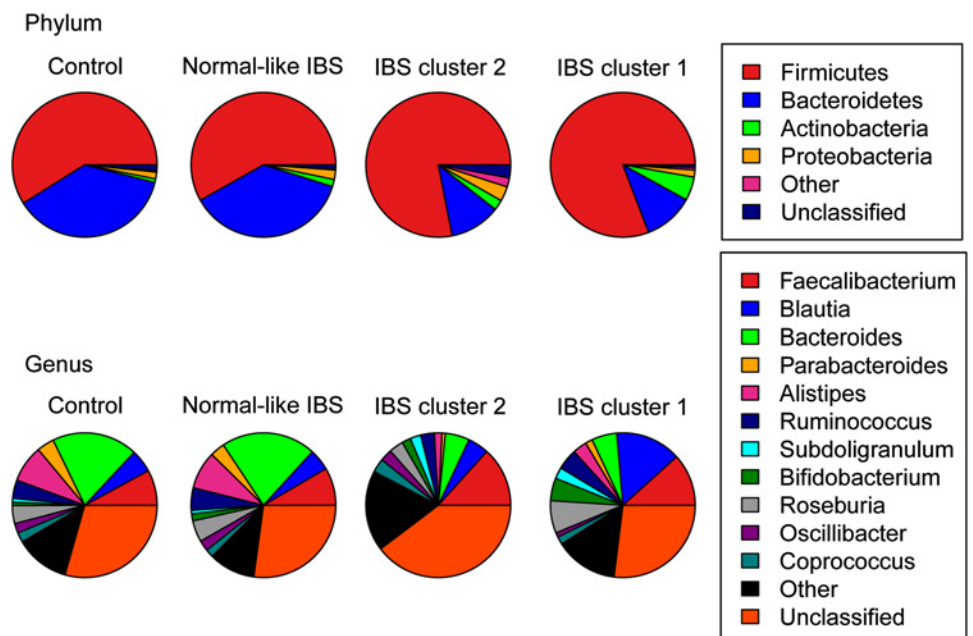 Phylum
Control
Normal-like IBS
IBS cluster 2
IBS cluster 1
Firmicutes
Bacteroidetes
Actinobacteria
Proteobacteria
Other
Unclassified
Genus
Control
Normal-like IBS
IBS cluster 2
IBS cluster 1
Faecalibacterium
Blautia
Bacteroides
Parabacteroides
Alistipes
Ruminococcus
Subdoligranulum
Bifidobacterium
Roseburia
Oscillibacter
Coprococcus
Other
Unclassified